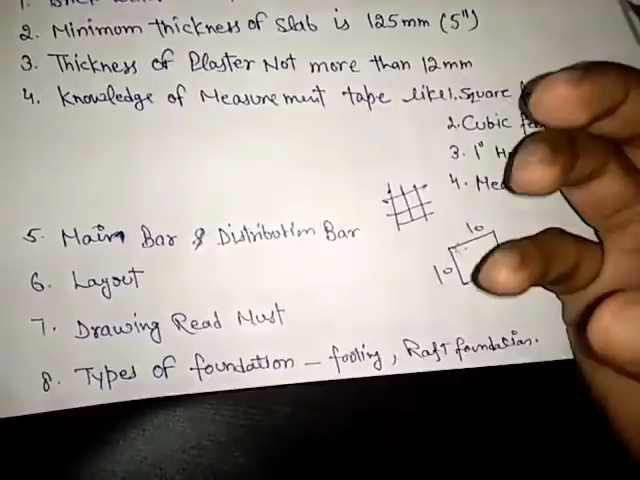 2. Minimum thickness of slab is 125mm (5")
3. Thickness of Plaster Not more than 12mm
4. Knowledge of Measurement tape like 1. Square
2. Cubic
3. 1"
4.
5. Main Bar & Distribution Bar
10
10
6. Layout
7. Drawing Read Must
8. Types of foundation - footing, Raft foundation.